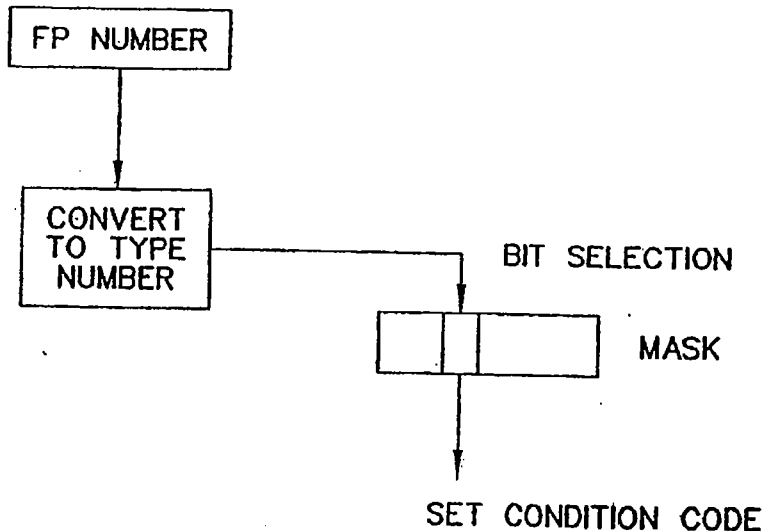 FP NUMBER
CONVERT
TO TYPE
NUMBER
BIT SELECTION
MASK
SET CONDITION CODE